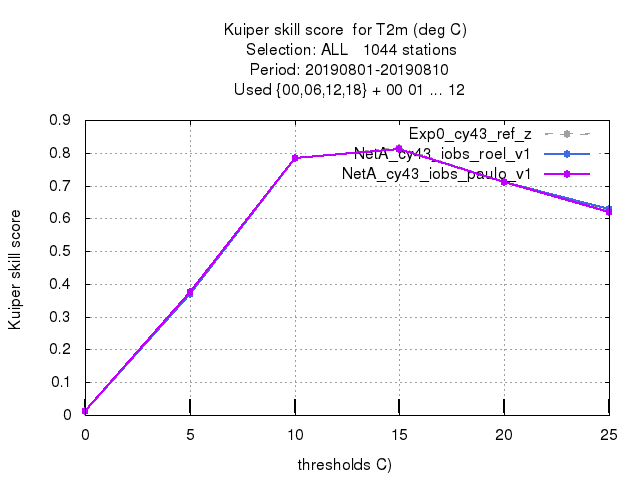 Kuiper skill score  for T2m (deg C)
Selection: ALL   1044 stations
Period: 20190801-20190810
Used {00,06,12,18} + 00 01 ... 12
Exp0_cy43_ref_z
NetA_cy43_iobs_roel_v1
NetA_cy43_iobs_paulo_v1
0.9
0.8
0.7
0.6
0.5
0.4
0.3
0.2
0.1
0
Kuiper skill score
0 5 10 15 20 25
thresholds C)